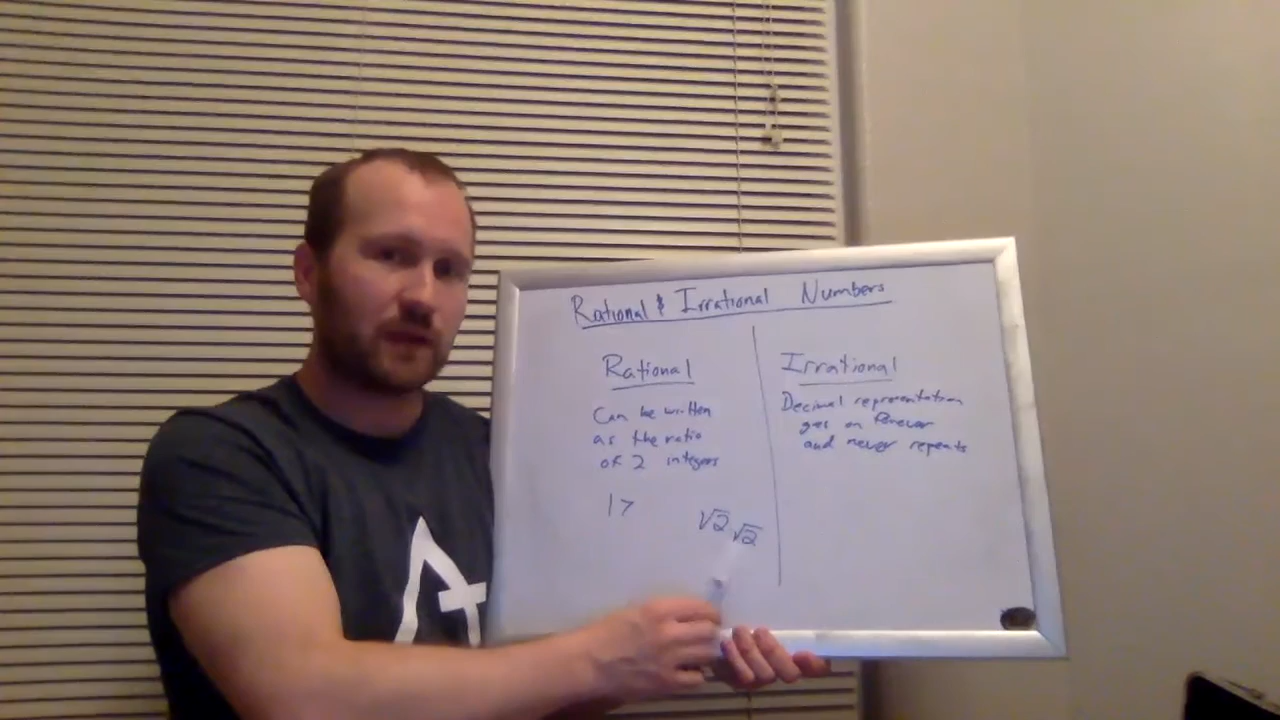 Rational & Irrational Numbers
Rational
Can be written
as the ratio
of 2 integers
17
√2 √2
Irrational
Decimal representation
goes on forever
and never repeats